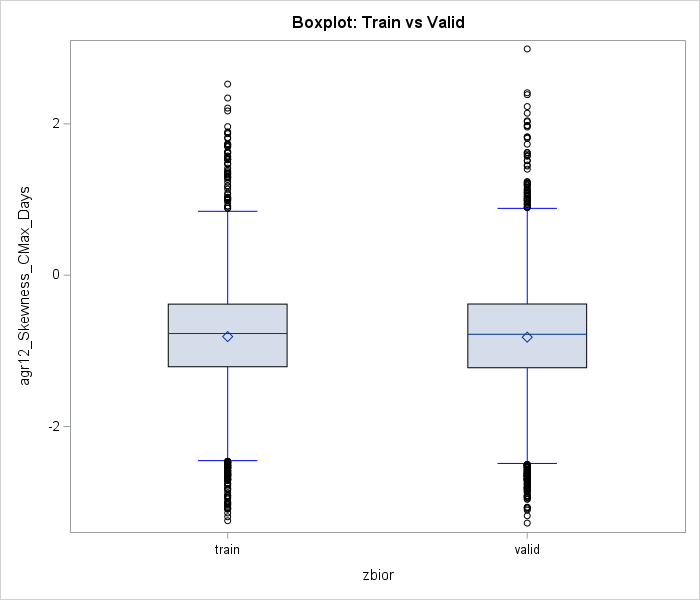 Boxplot: Train vs Valid
agr12_Skewness_CMax_Days
2
0
-2
train valid
zbior